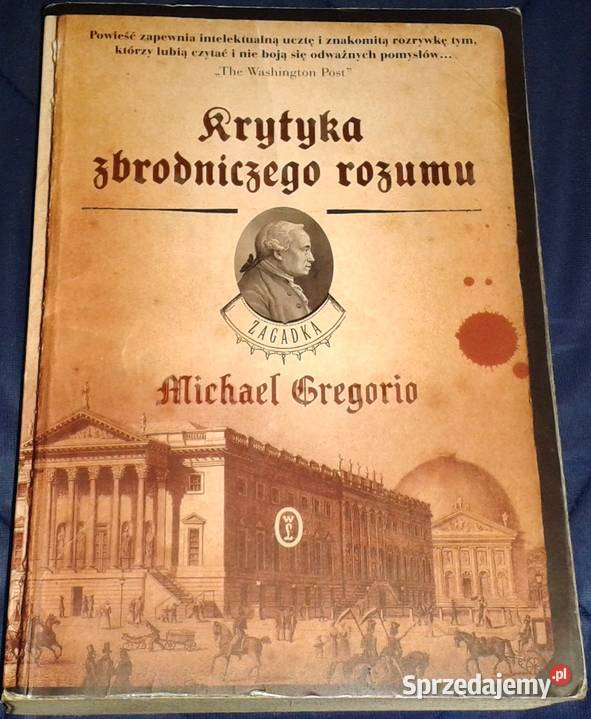 Powieść zapewnia intelektualną ucztę i znakomitą rozrywkę tym,
którzy lubią czytać i nie boją się odważnych pomysłów…
„The Washington Post”
Krytyka
zbrodniczego rozumu
ZAGADKA
Michael Gregorio
W
L
Sprzedajemy.pl